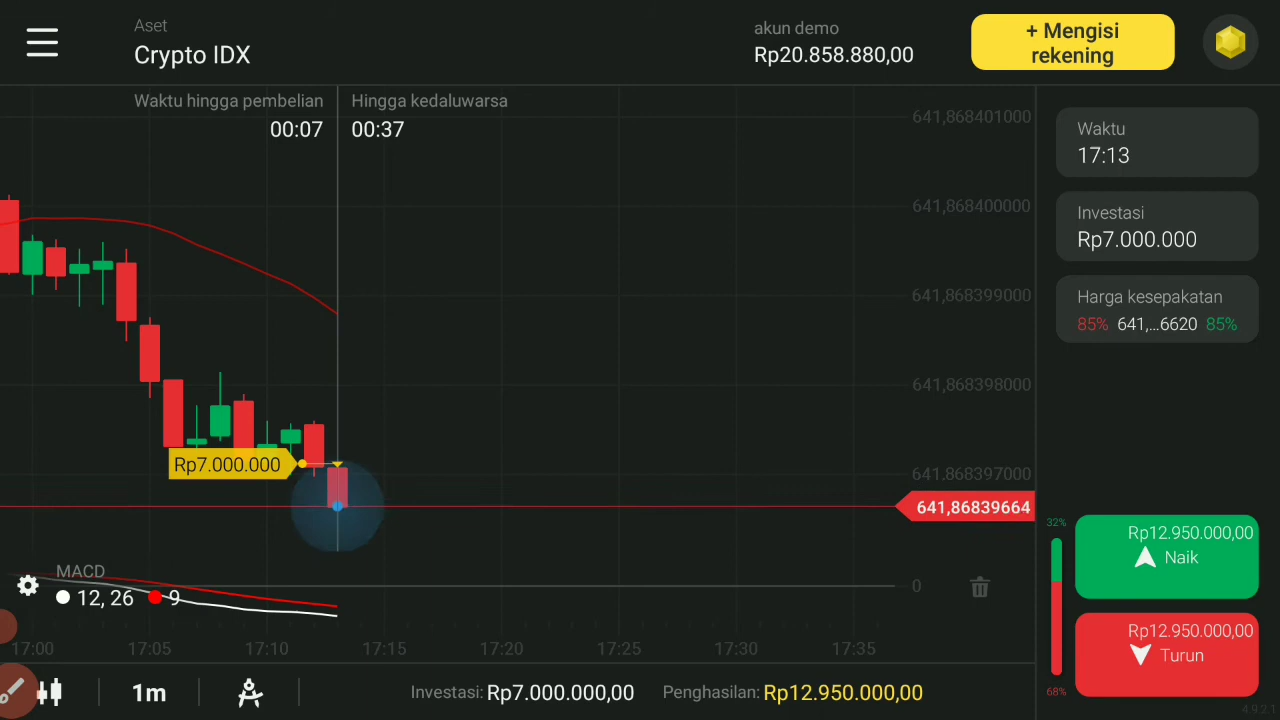 Aset
Crypto IDX
akun demo
Rp20.858.880,00
+ Mengisi
rekening
Waktu hingga pembelian
00:07
Hingga kedaluwarsa
00:37
641,868401000
641,868400000
641,868399000
641,868398000
641,868397000
641,86839664
Rp7.000.000
Waktu
17:13
Investasi
Rp7.000.000
Harga kesepakatan
85% 641,...6620 85%
32%
Rp12.950.000,00
Naik
Rp12.950.000,00
Turun
68%
MACD
12, 26
9
0
17:00
17:05
17:10
17:15
17:20
17:25
17:30
17:35
1m
Investasi: Rp7.000.000,00
Penghasilan: Rp12.950.000,00